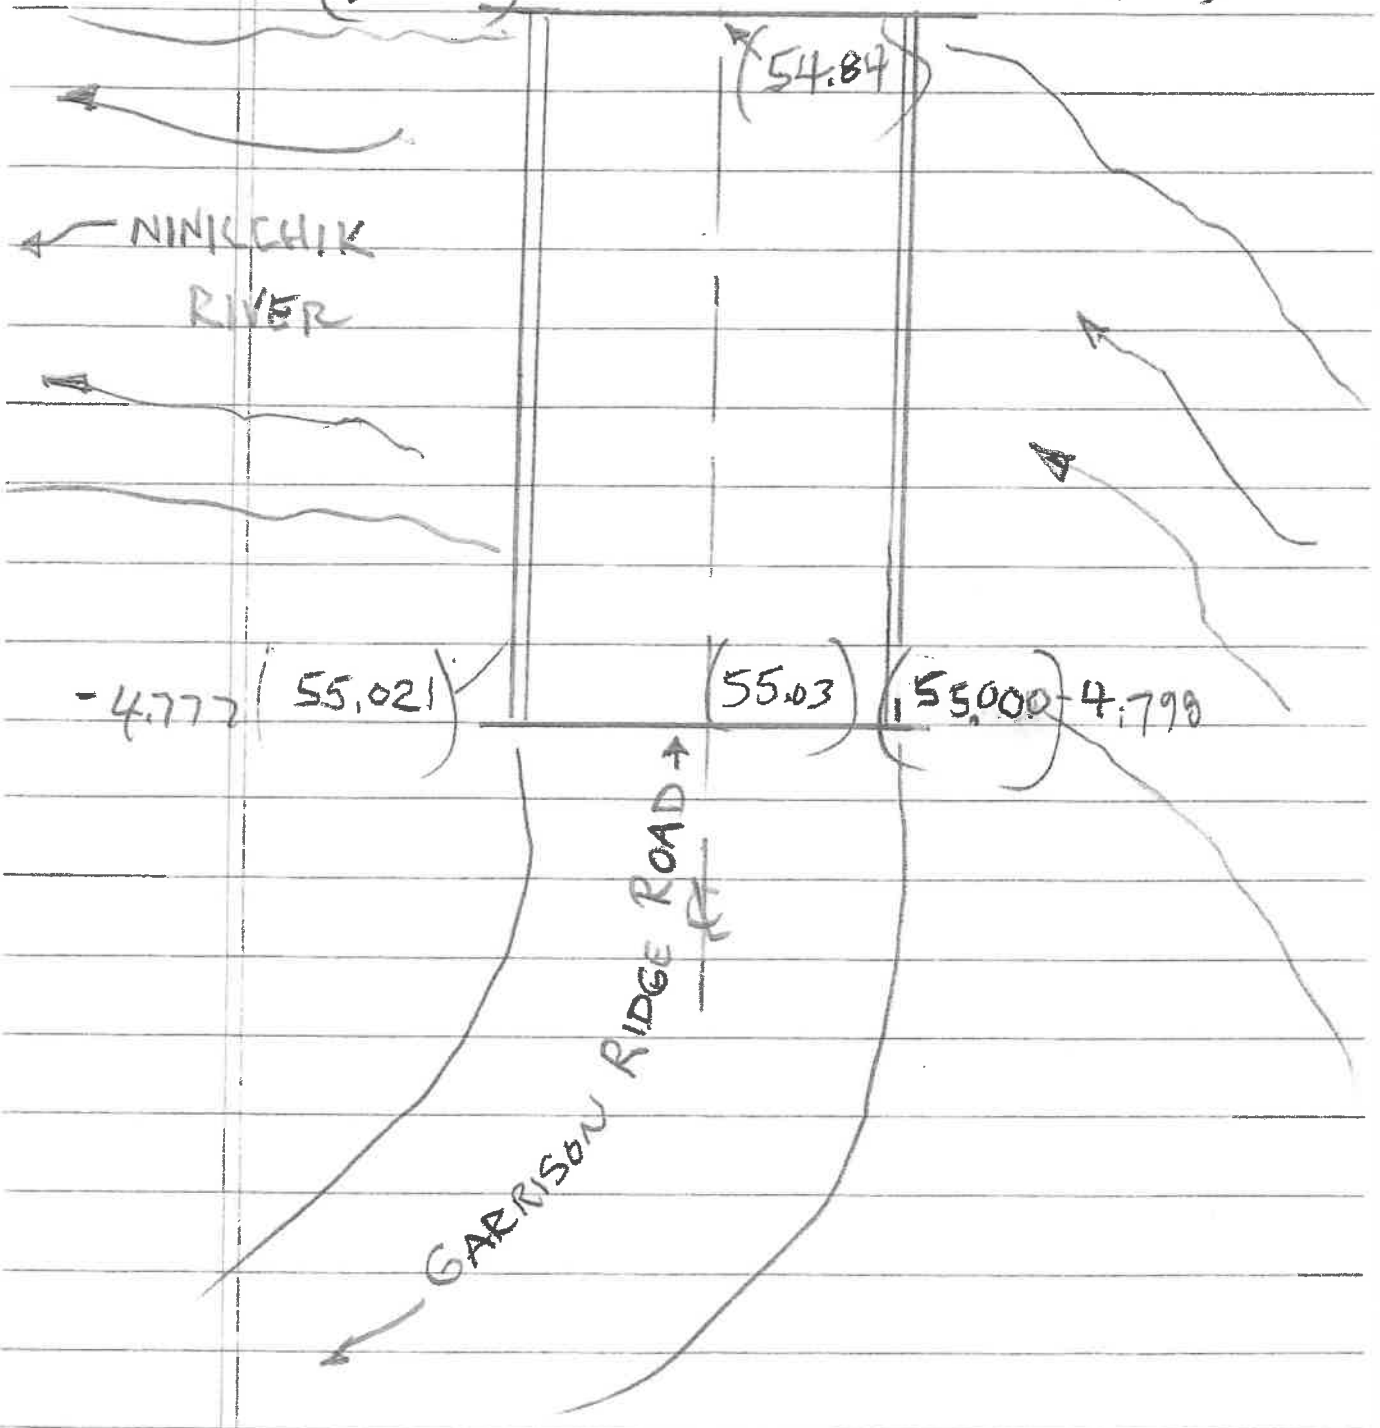 (54.84)
NINILCHIK
RIVER
-4.777 (55.021) (55.03) (55.000) -4.798
GARRISON RIDGE ROAD
℄